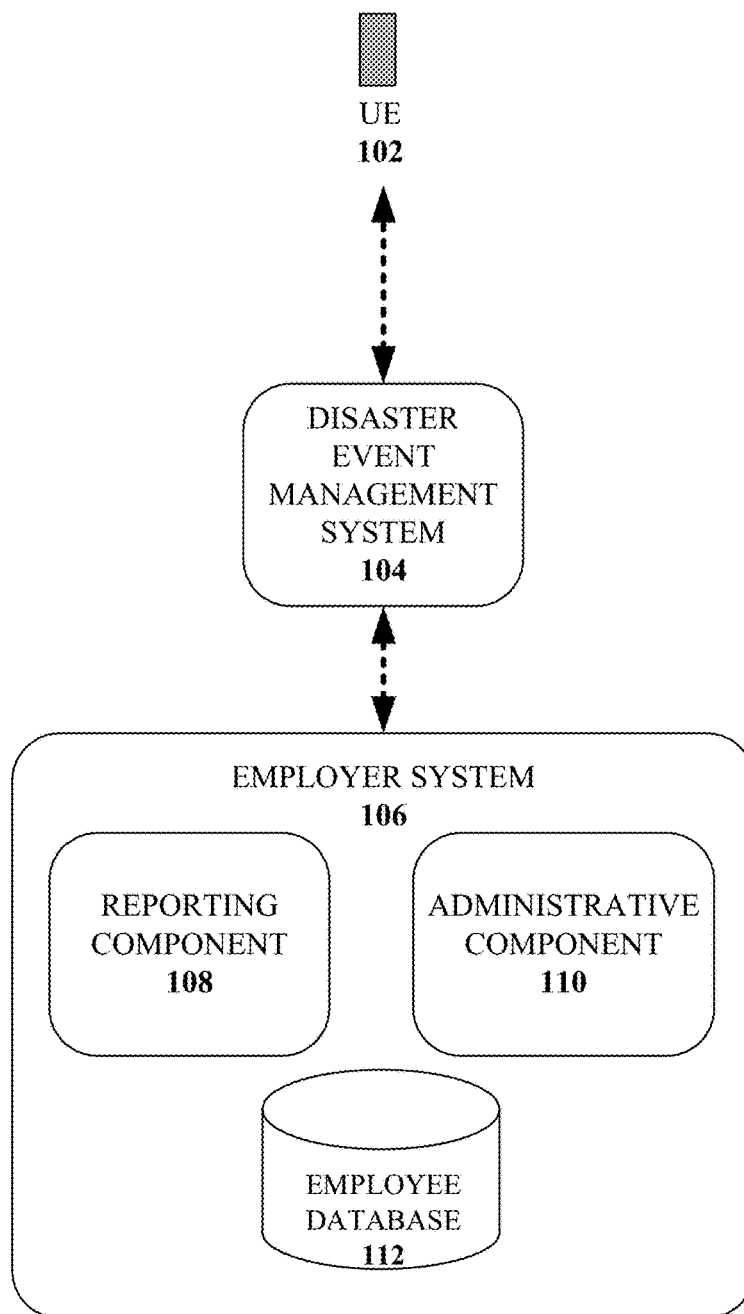 UE
102
DISASTER
EVENT
MANAGEMENT
SYSTEM
104
EMPLOYER SYSTEM
106
REPORTING
COMPONENT
108
ADMINISTRATIVE
COMPONENT
110
EMPLOYEE
DATABASE
112